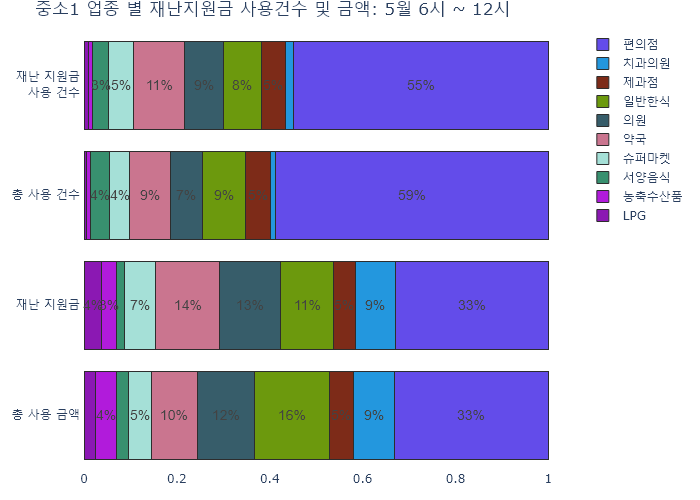 중소1 업종 별 재난지원금 사용건수 및 금액: 5월 6시 ~ 12시
재난 지원금
사용 건수
3%
5%
11%
9%
8%
5%
55%
총 사용 건수
4%
4%
9%
7%
9%
5%
59%
재난 지원금
4%
3%
7%
14%
13%
11%
5%
9%
33%
총 사용 금액
4%
5%
10%
12%
16%
5%
9%
33%
0
0.2
0.4
0.6
0.8
1
편의점
치과의원
제과점
일반한식
의원
약국
슈퍼마켓
서양음식
농축수산품
LPG